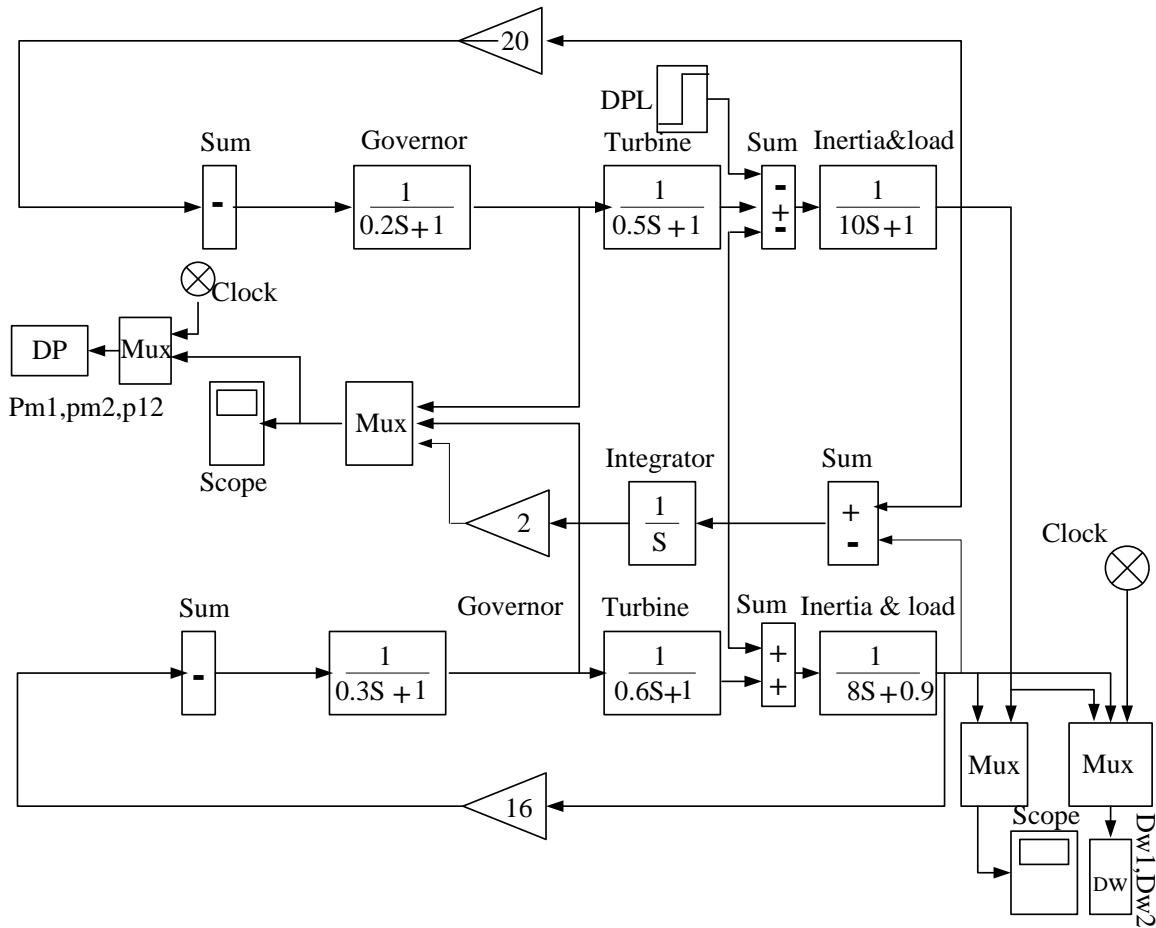 20
DPL
Sum
Governor
Turbine
Sum
Inertia&load
-
1
0.2S+1
1
0.5S+1
-
+
-
1
10S+1
Clock
DP
Mux
Pm1,pm2,p12
Mux
Scope
Integrator
Sum
2
1
S
+
-
Clock
Sum
Governor
Turbine
Sum
Inertia & load
-
1
0.3S+1
1
0.6S+1
+
+
1
8S+0.9
16
Mux
Mux
Scope
DW
Dw1,Dw2